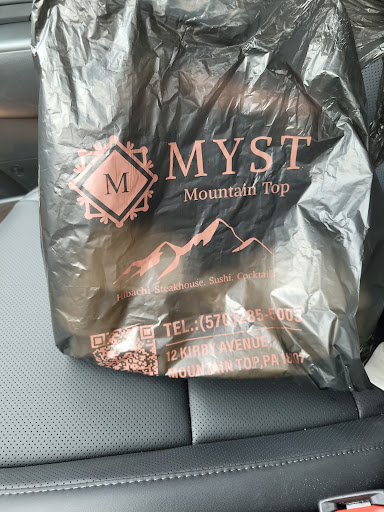 M
MYST
Mountain Top
Hibachi. Steakhouse. Sushi. Cocktail
TEL.:(570)
12 KIRBY AVENUE,
MOUNTAIN TOP,PA